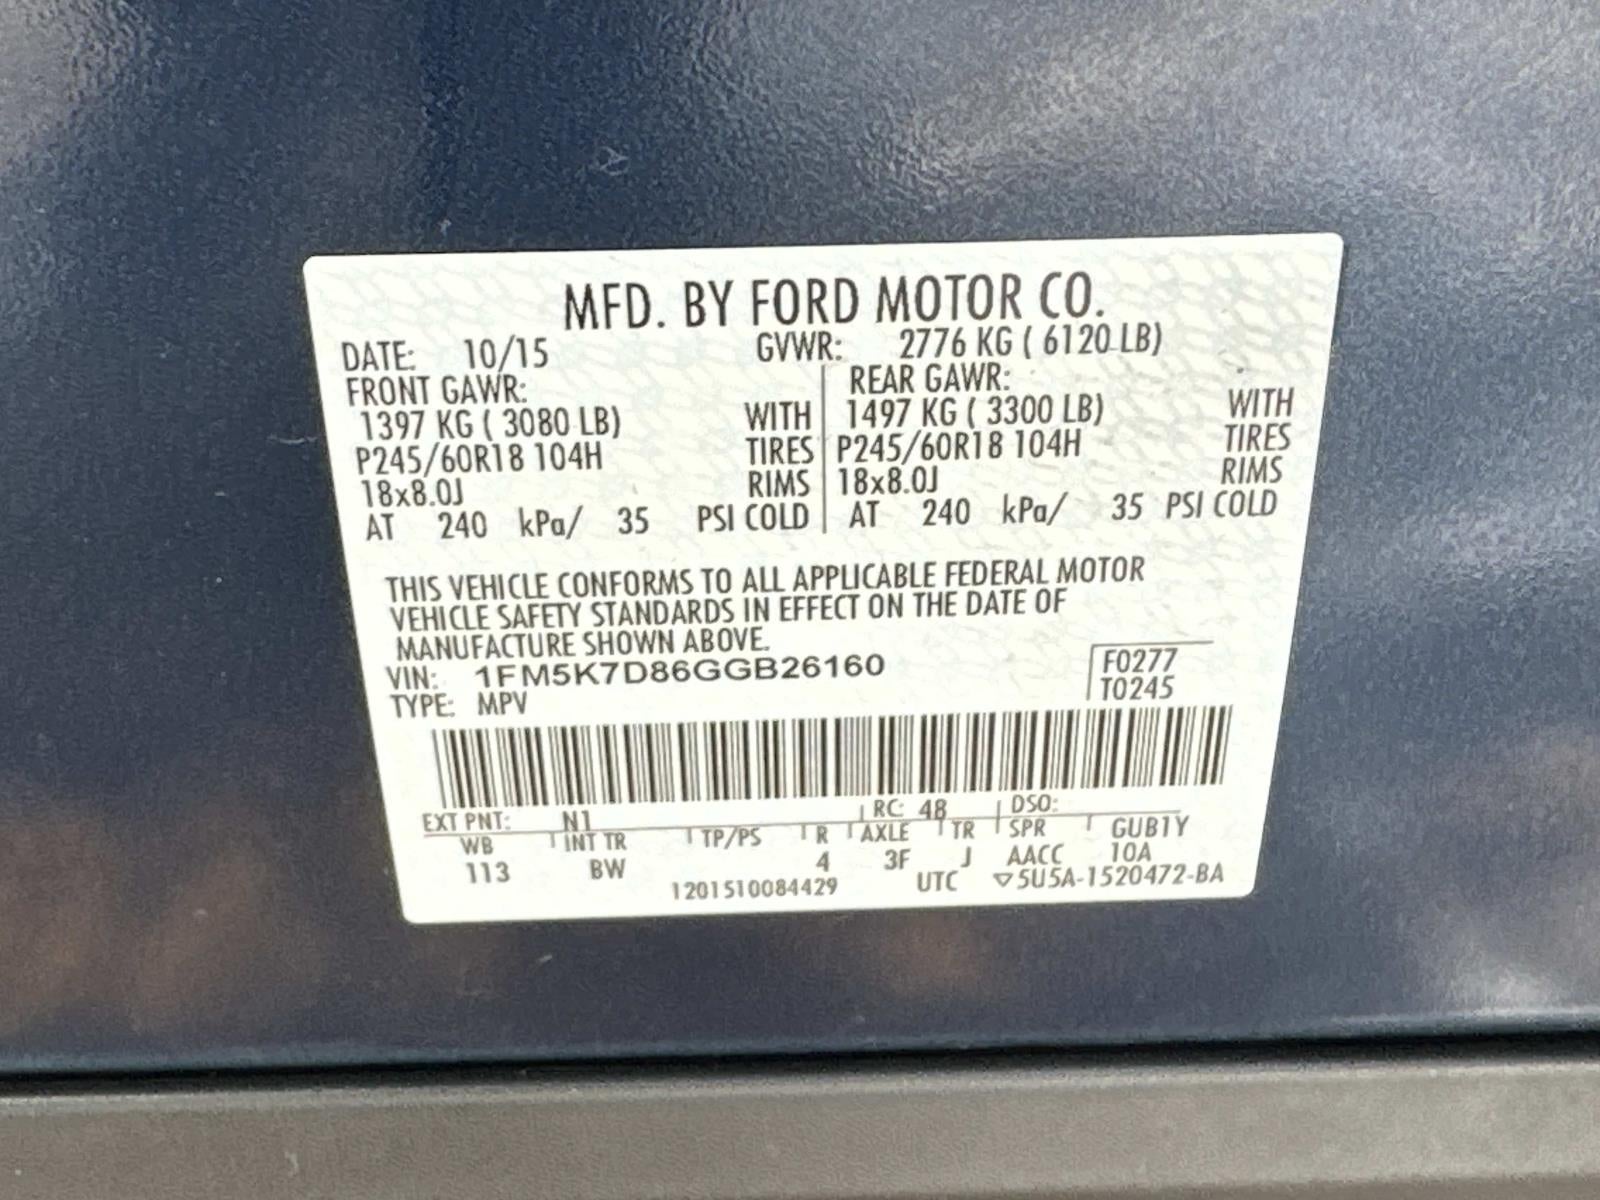 MFD. BY FORD MOTOR CO.
DATE: 10/15 GVWR: 2776 KG ( 6120 LB)
FRONT GAWR: REAR GAWR:
1397 KG ( 3080 LB) WITH 1497 KG ( 3300 LB) WITH
P245/60R18 104H TIRES P245/60R18 104H TIRES
18x8.0J RIMS 18x8.0J RIMS
AT 240 kPa/ 35 PSI COLD AT 240 kPa/ 35 PSI COLD
THIS VEHICLE CONFORMS TO ALL APPLICABLE FEDERAL MOTOR
VEHICLE SAFETY STANDARDS IN EFFECT ON THE DATE OF
MANUFACTURE SHOWN ABOVE.
VIN: 1FM5K7D86GGB26160 F0277
TYPE: MPV T0245
EXT PNT: N1 RC: 48 DSO:
WB INT TR TP/PS R AXLE TR SPR GUB1Y
113 BW 4 3F J AACC 10A
1201510084429 UTC ▽5U5A-1520472-BA